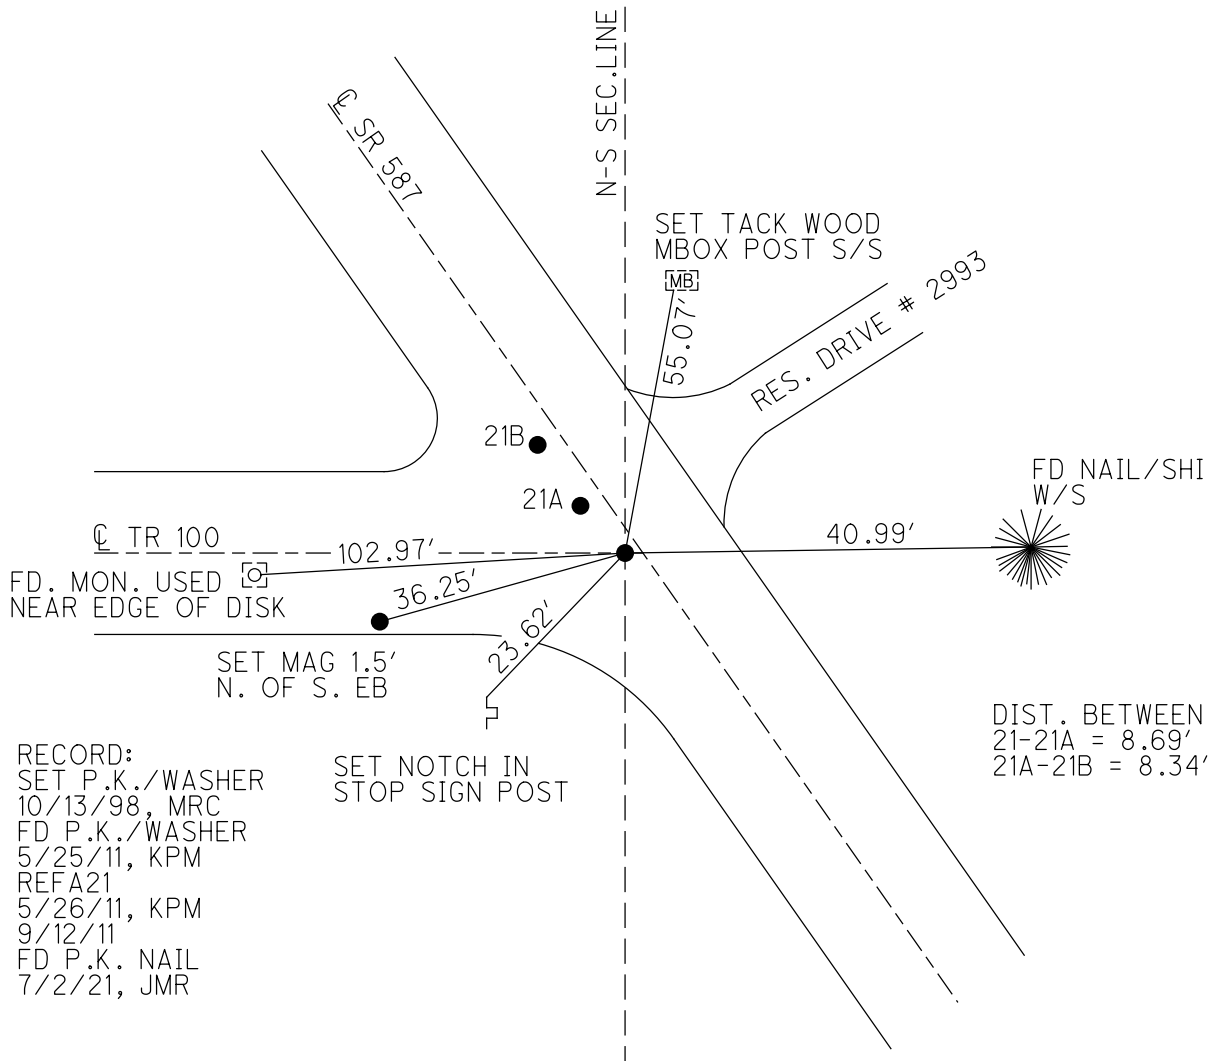 N-S SEC.LINE
℄ SR 587
SET TACK WOOD
MBOX POST S/S
MB
55.07'
RES. DRIVE # 2993
21B
21A
FD NAIL/SHI
W/S
40.99'
℄ TR 100
102.97'
FD. MON. USED
NEAR EDGE OF DISK
36.25'
23.62'
SET MAG 1.5'
N. OF S. EB
SET NOTCH IN
STOP SIGN POST
DIST. BETWEEN
21-21A = 8.69'
21A-21B = 8.34'
RECORD:
SET P.K./WASHER
10/13/98, MRC
FD P.K./WASHER
5/25/11, KPM
REFA21
5/26/11, KPM
9/12/11
FD P.K. NAIL
7/2/21, JMR